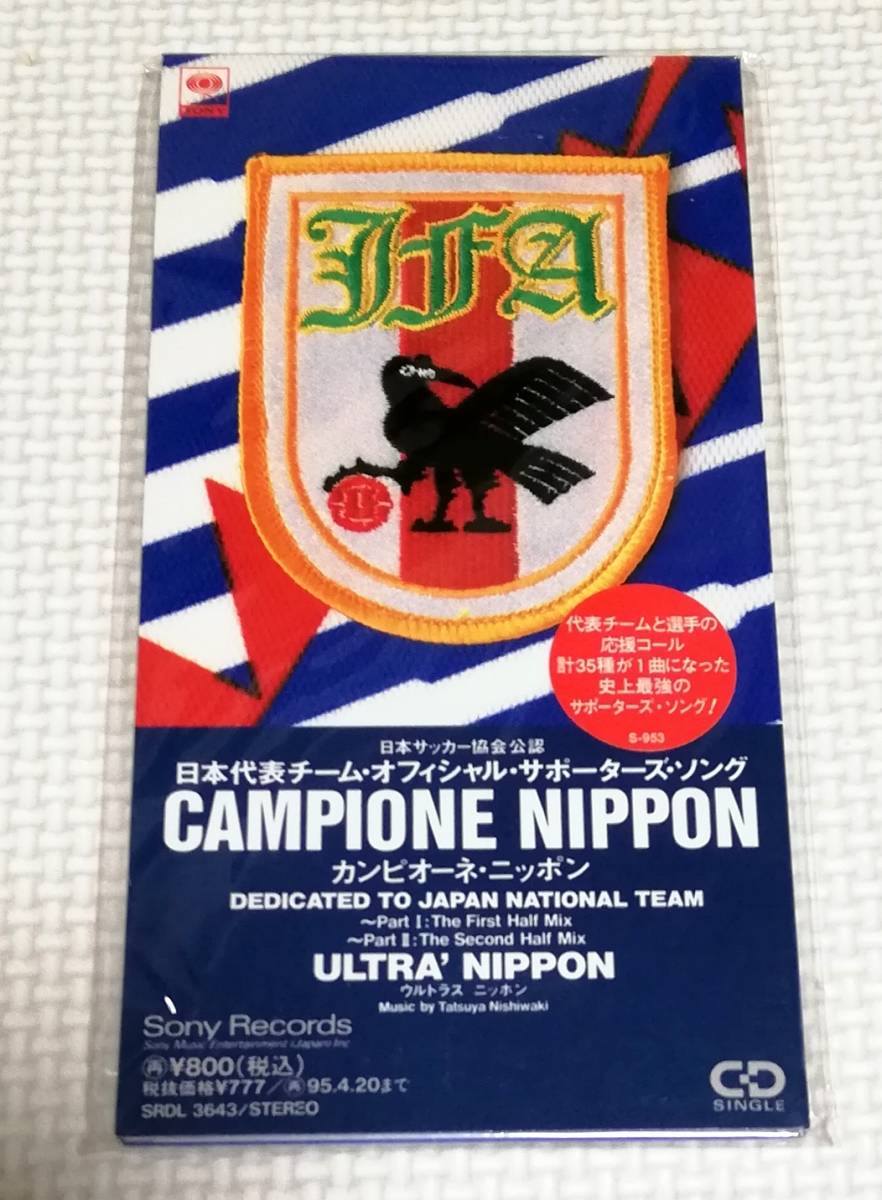 SONY
JFA
代表チームと選手の
応援コール
計35種が1曲になった
史上最強の
サポーターズ・ソング!
S-953
日本サッカー協会公認
日本代表チーム・オフィシャル・サポーターズ・ソング
CAMPIONE NIPPON
カンピオーネ・ニッポン
DEDICATED TO JAPAN NATIONAL TEAM
〜Part Ⅰ:The First Half Mix
〜Part Ⅱ:The Second Half Mix
ULTRA' NIPPON
ウルトラス ニッポン
Music by Tatsuya Nishiwaki
Sony Records
Sony Music Entertainment (Japan) Inc
再 ¥800(税込)
税抜価格¥777/再95.4.20まで
SRDL 3643/STEREO
CD
SINGLE